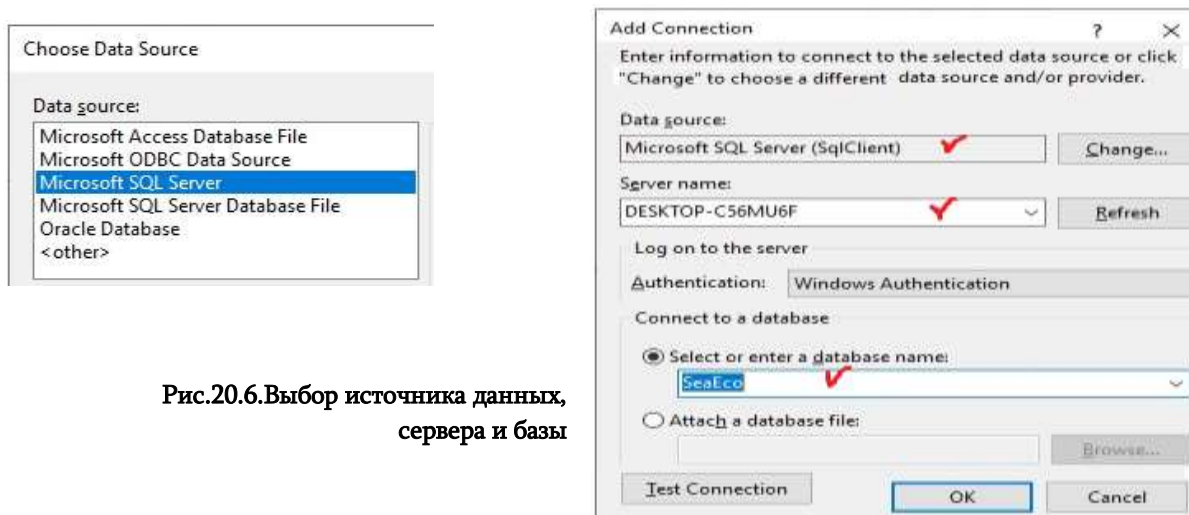 Choose Data Source
Data source:
Microsoft Access Database File
Microsoft ODBC Data Source
Microsoft SQL Server
Microsoft SQL Server Database File
Oracle Database
<other>
Рис.20.6.Выбор источника данных,
сервера и базы
Add Connection ?
Enter information to connect to the selected data source or click
"Change" to choose a different data source and/or provider.
Data source:
Microsoft SQL Server (SqlClient) Change...
Server name:
DESKTOP-C56MU6F Refresh
Log on to the server
Authentication: Windows Authentication
Connect to a database
Select or enter a database name:
SeaEco
Attach a database file:
Browse...
Test Connection OK Cancel